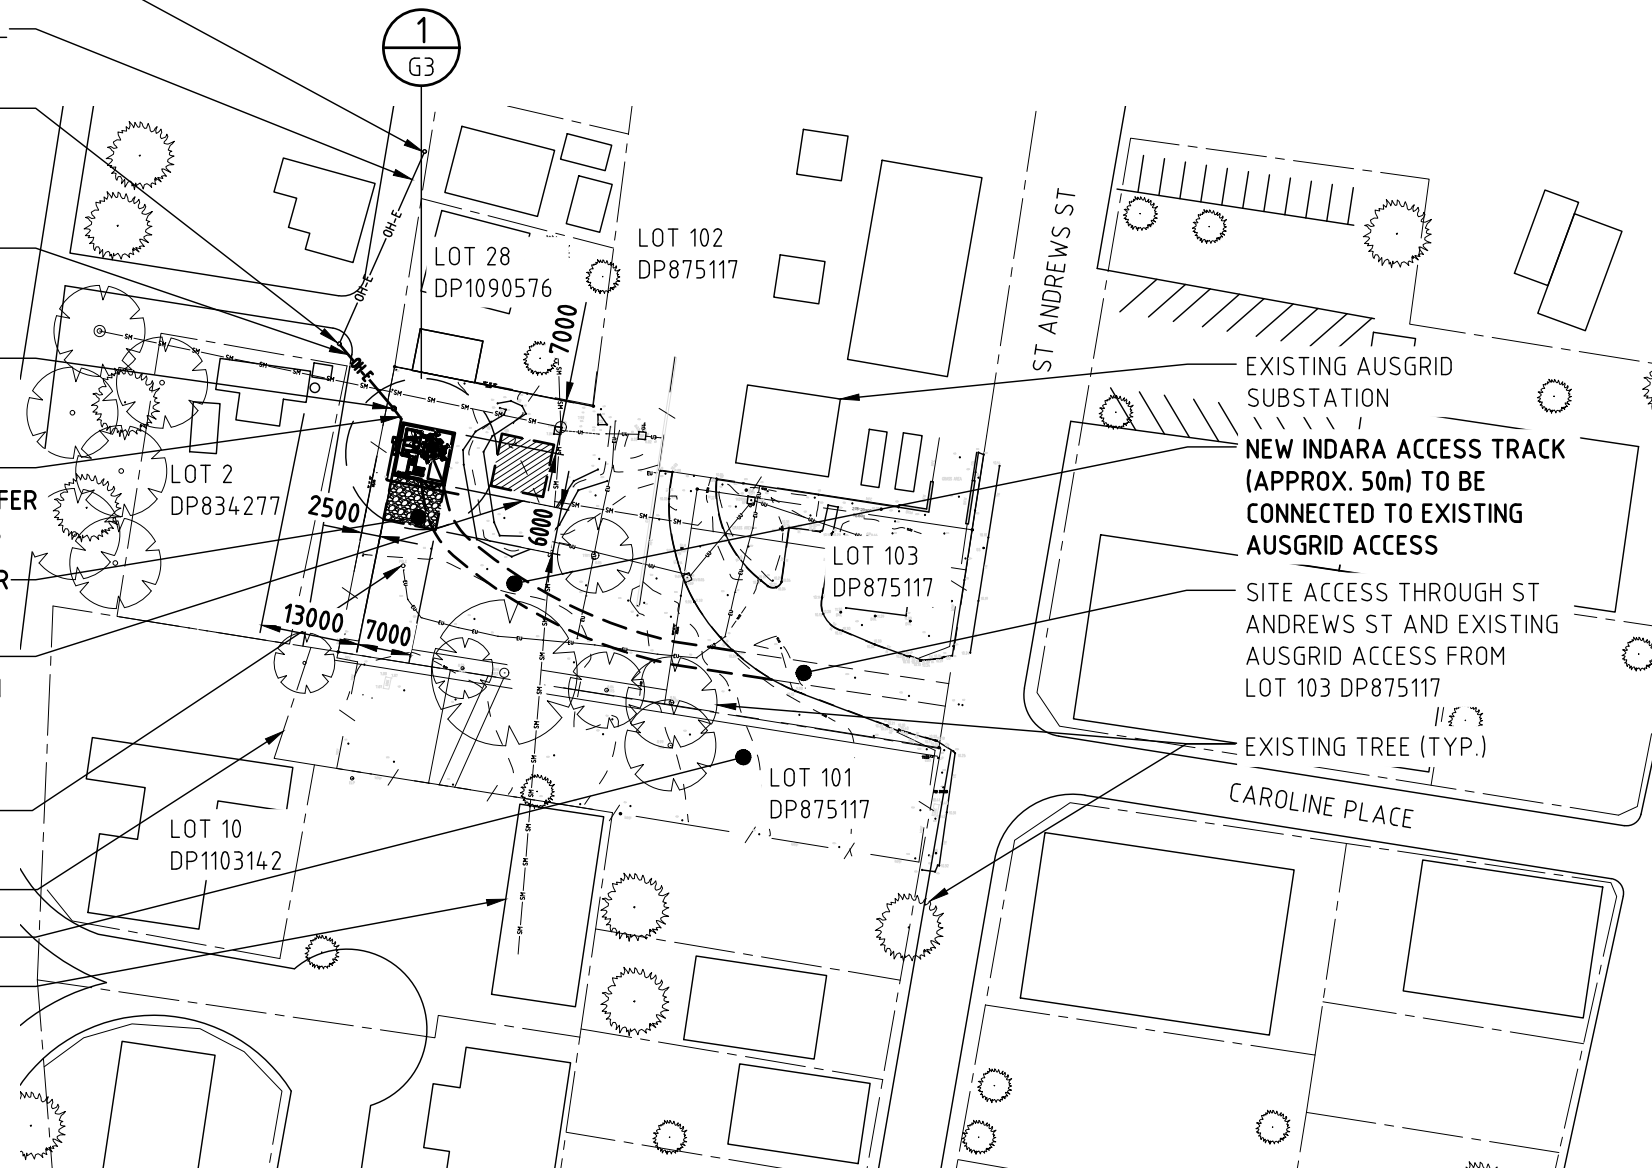 1
G3
OH-E
OH-E
OH-E
LOT 28
DP1090576
LOT 102
DP875117
7000
ST ANDREWS ST
EXISTING AUSGRID
SUBSTATION
NEW INDARA ACCESS TRACK
(APPROX. 50m) TO BE
CONNECTED TO EXISTING
AUSGRID ACCESS
LOT 2
DP834277
FER
2500
6000
LOT 103
DP875117
R
SITE ACCESS THROUGH ST
ANDREWS ST AND EXISTING
AUSGRID ACCESS FROM
LOT 103 DP875117
13000
7000
EXISTING TREE (TYP.)
LOT 101
DP875117
CAROLINE PLACE
LOT 10
DP1103142